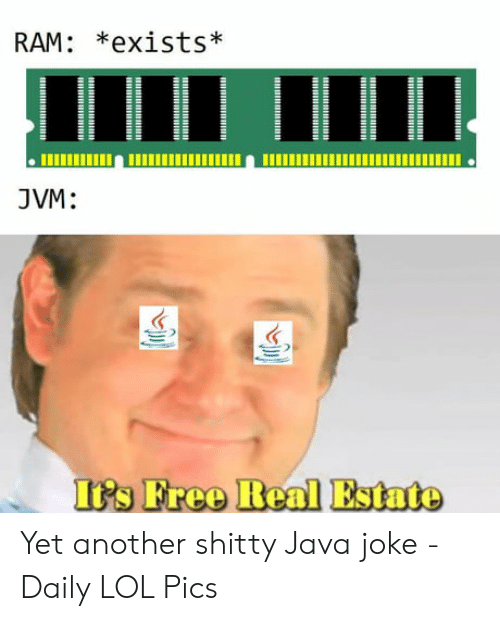 RAM: *exists*
JVM:
It's Free Real Estate
Yet another shitty Java joke -
Daily LOL Pics